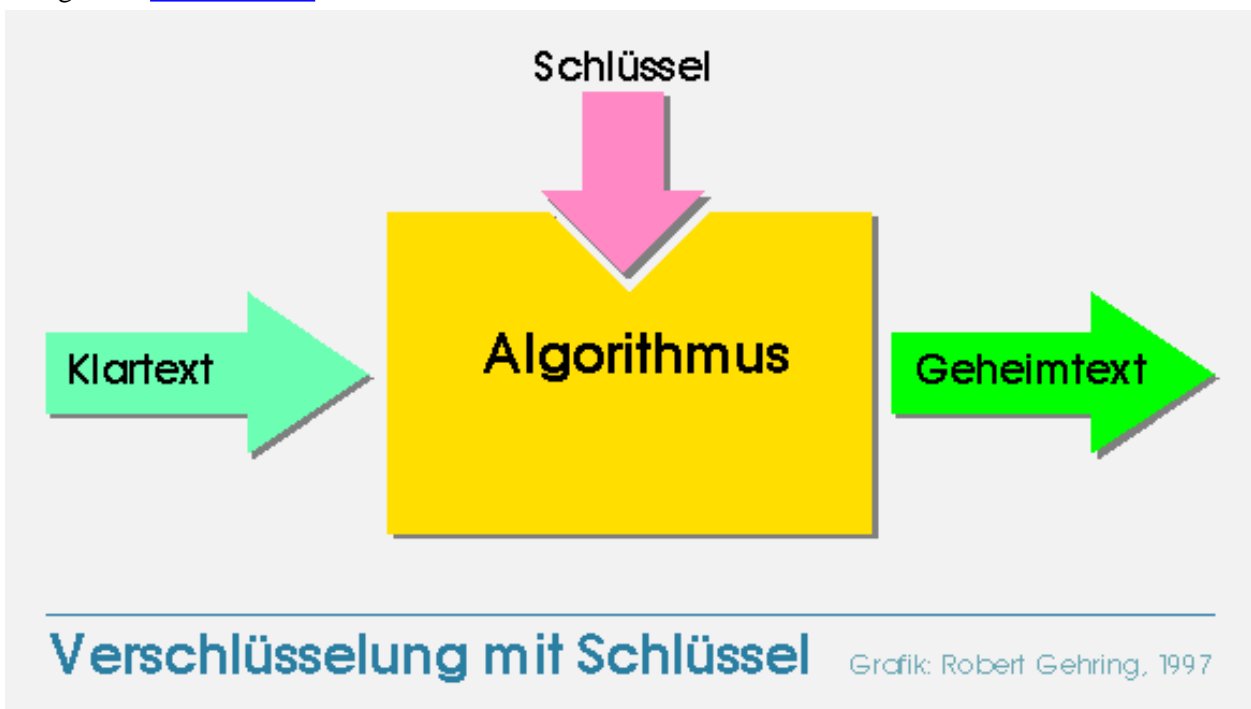 Schlüssel
Algorithmus
Klartext
Geheimtext
Verschlüsselung mit Schlüssel
Grafik: Robert Gehring, 1997